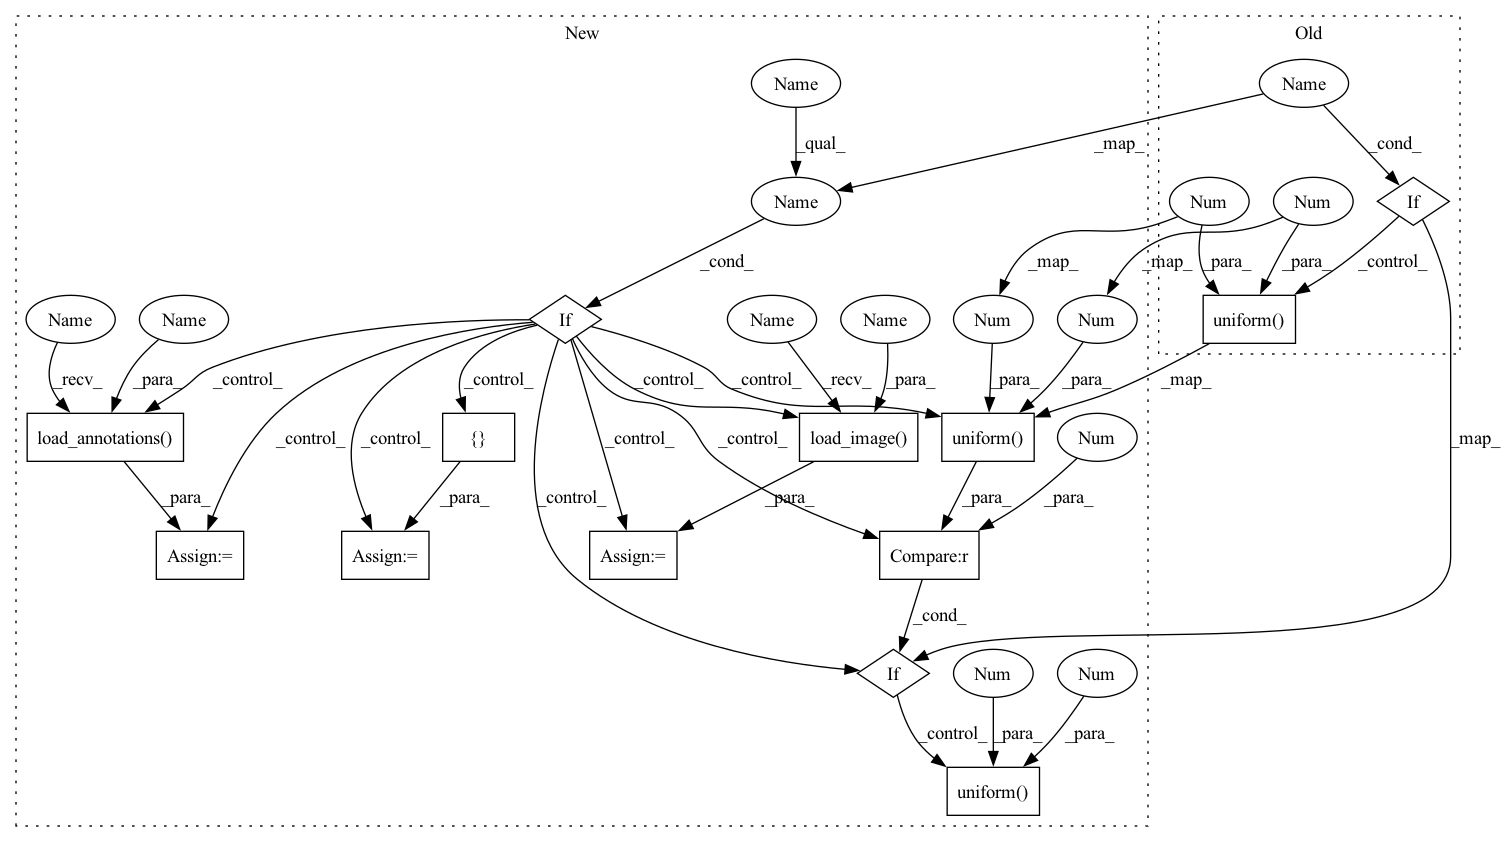 New
Old
Name
Name
_qual_
_map_
_cond_
Name
Num
Num
If
_cond_
_map_
_map_
_para_
_para_
_control_
Name
Name
If
Name
Name
Num
Num
uniform()
_recv_
_para_
_control_
_control_
_control_
_control_
_recv_
_para_
_para_
_para_
_map_
load_annotations()
{}
load_image()
uniform()
Num
_map_
_control_
_control_
_control_
_control_
_para_
_para_
_control_
_para_
_para_
_para_
Assign:=
Assign:=
Assign:=
Compare:r
_cond_
If
Num
Num
_control_
_para_
_para_
uniform()